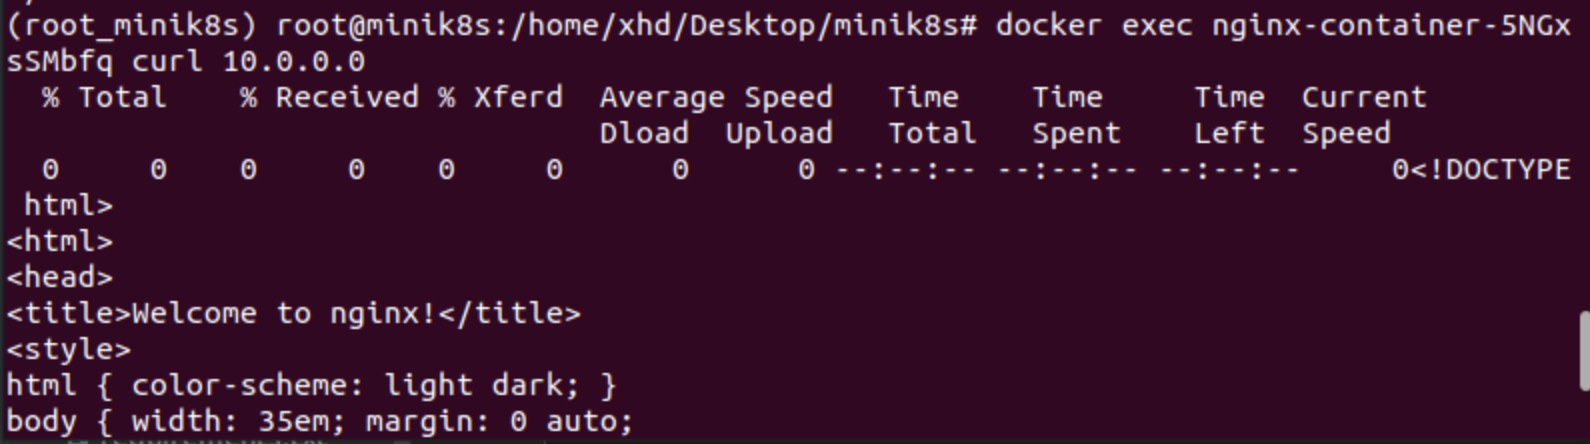 (root_minik8s) root@minik8s:/home/xhd/Desktop/minik8s# docker exec nginx-container-5NGx
sSMbfq curl 10.0.0.0
  % Total    % Received % Xferd  Average Speed   Time    Time     Time  Current
                                 Dload  Upload   Total   Spent    Left  Speed
  0     0    0     0    0     0      0      0 --:--:-- --:--:-- --:--:--     0<!DOCTYPE
 html>
<html>
<head>
<title>Welcome to nginx!</title>
<style>
html { color-scheme: light dark; }
body { width: 35em; margin: 0 auto;